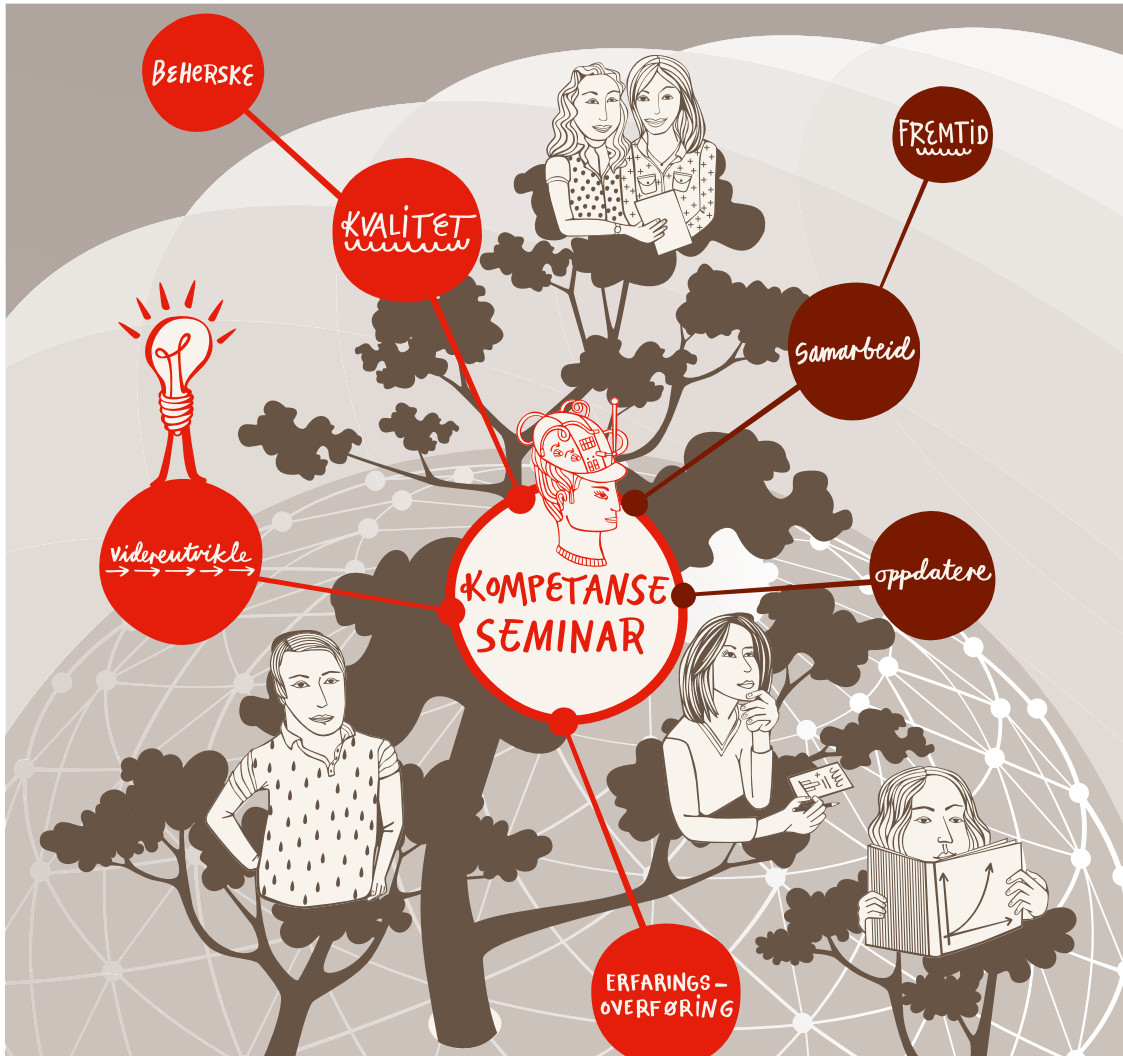 BEHERSKE
FREMTID
KVALITET
Samarbeid
videreutvikle
oppdatere
KOMPETANSE
SEMINAR
ERFARINGS-
OVERFØRING